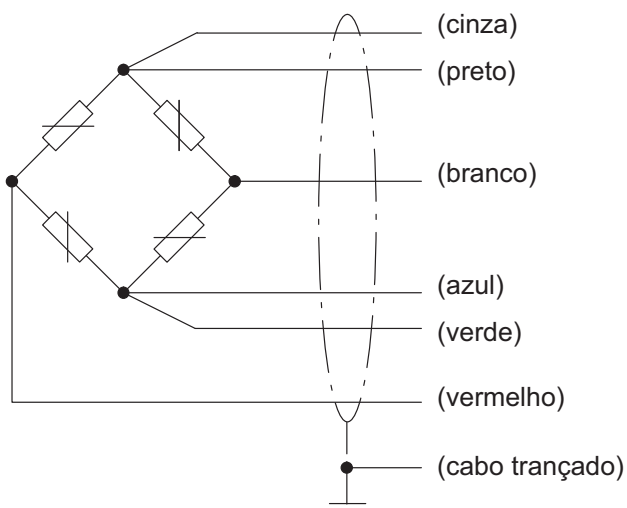 (cinza)
(preto)
(branco)
(azul)
(verde)
(vermelho)
(cabo trançado)